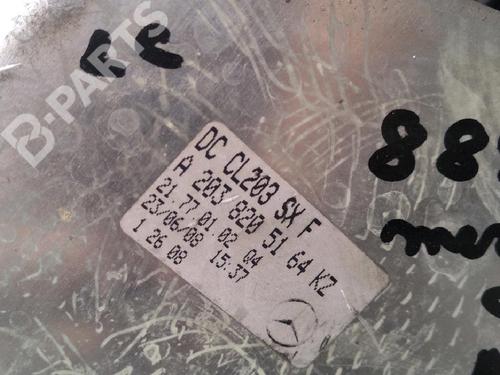 B-PARTS
DC CL203 SX F
A 203 820 51 64 KZ
21.77 01 02 04
23/06/08 15:37
1 26 08